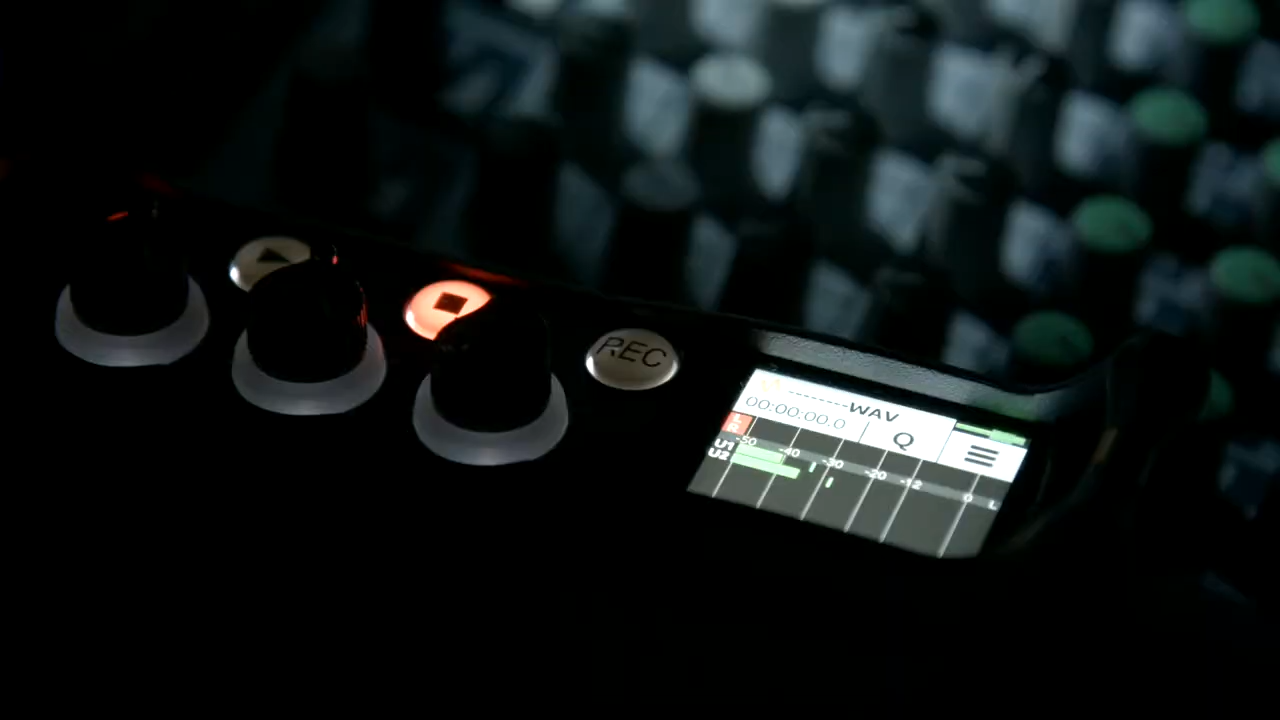 REC
--------WAV
00:00:00.0
Q
L
R
-50 -40 -30 -20 -12 0
U1
U2
L